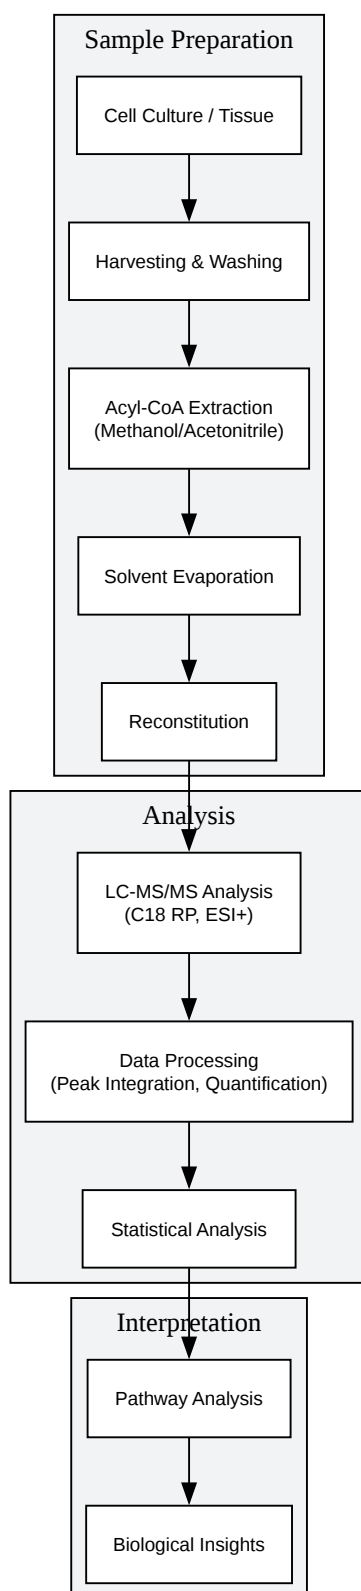 Sample Preparation
Cell Culture / Tissue
Harvesting & Washing
Acyl-CoA Extraction
(Methanol/Acetonitrile)
Solvent Evaporation
Reconstitution
Analysis
LC-MS/MS Analysis
(C18 RP, ESI+)
Data Processing
(Peak Integration, Quantification)
Statistical Analysis
Interpretation
Pathway Analysis
Biological Insights